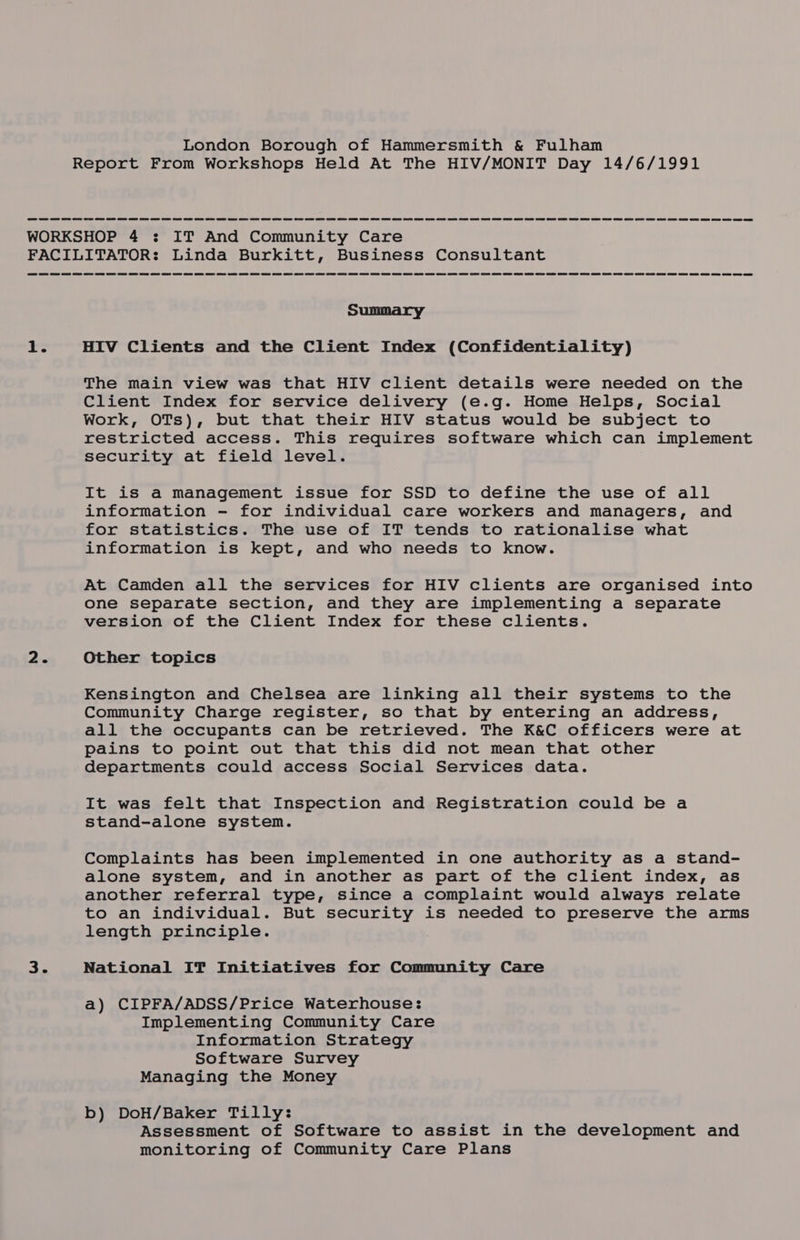 London Borough of Hammersmith & Fulham
Report From Workshops Held At The HIV/MONIT Day 14/6/1991
WORKSHOP 4 : IT And Community Care
FACILITATOR: Linda Burkitt, Business Consultant
Summary
1. HIV Clients and the Client Index (Confidentiality)
The main view was that HIV client details were needed on the
Client Index for service delivery (e.g. Home Helps, Social
Work, OTs), but that their HIV status would be subject to
restricted access. This requires software which can implement
security at field level.
It is a management issue for SSD to define the use of all
information - for individual care workers and managers, and
for statistics. The use of IT tends to rationalise what
information is kept, and who needs to know.
At Camden all the services for HIV clients are organised into
one separate section, and they are implementing a separate
version of the Client Index for these clients.
2. Other topics
Kensington and Chelsea are linking all their systems to the
Community Charge register, so that by entering an address,
all the occupants can be retrieved. The K&C officers were at
pains to point out that this did not mean that other
departments could access Social Services data.
It was felt that Inspection and Registration could be a
stand-alone system.
Complaints has been implemented in one authority as a stand-
alone system, and in another as part of the client index, as
another referral type, since a complaint would always relate
to an individual. But security is needed to preserve the arms
length principle.
3. National IT Initiatives for Community Care
a) CIPFA/ADSS/Price Waterhouse:
Implementing Community Care
Information Strategy
Software Survey
Managing the Money
b) DoH/Baker Tilly:
Assessment of Software to assist in the development and
monitoring of Community Care Plans